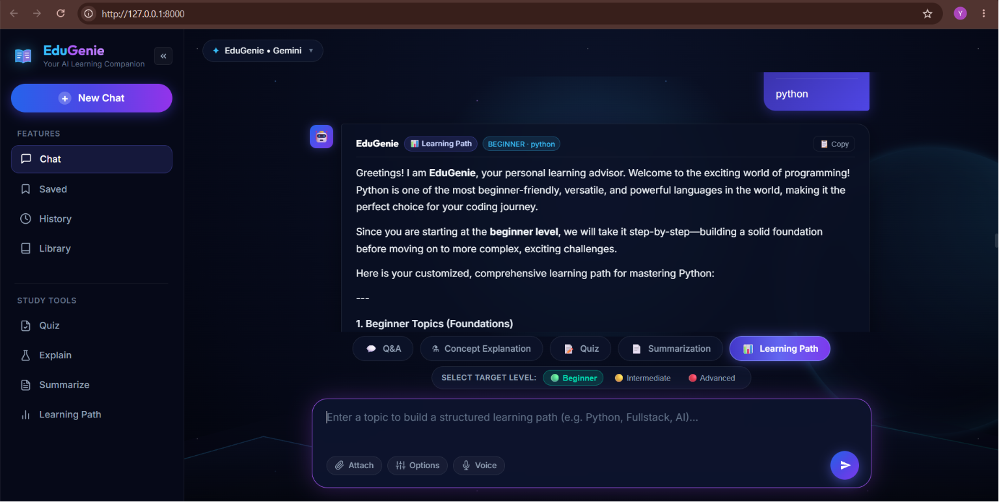 http://127.0.0.1:8000
Y
EduGenie
Your AI Learning Companion
«
+ New Chat
FEATURES
Chat
Saved
History
Library
STUDY TOOLS
Quiz
Explain
Summarize
Learning Path
EduGenie • Gemini
python
EduGenie
Learning Path
BEGINNER · python
Copy
Greetings! I am EduGenie, your personal learning advisor. Welcome to the exciting world of programming!
Python is one of the most beginner-friendly, versatile, and powerful languages in the world, making it the
perfect choice for your coding journey.
Since you are starting at the beginner level, we will take it step-by-step—building a solid foundation
before moving on to more complex, exciting challenges.
Here is your customized, comprehensive learning path for mastering Python:
---
1. Beginner Topics (Foundations)
Q&A
Concept Explanation
Quiz
Summarization
Learning Path
SELECT TARGET LEVEL:
Beginner
Intermediate
Advanced
Enter a topic to build a structured learning path (e.g. Python, Fullstack, AI)...
Attach
Options
Voice